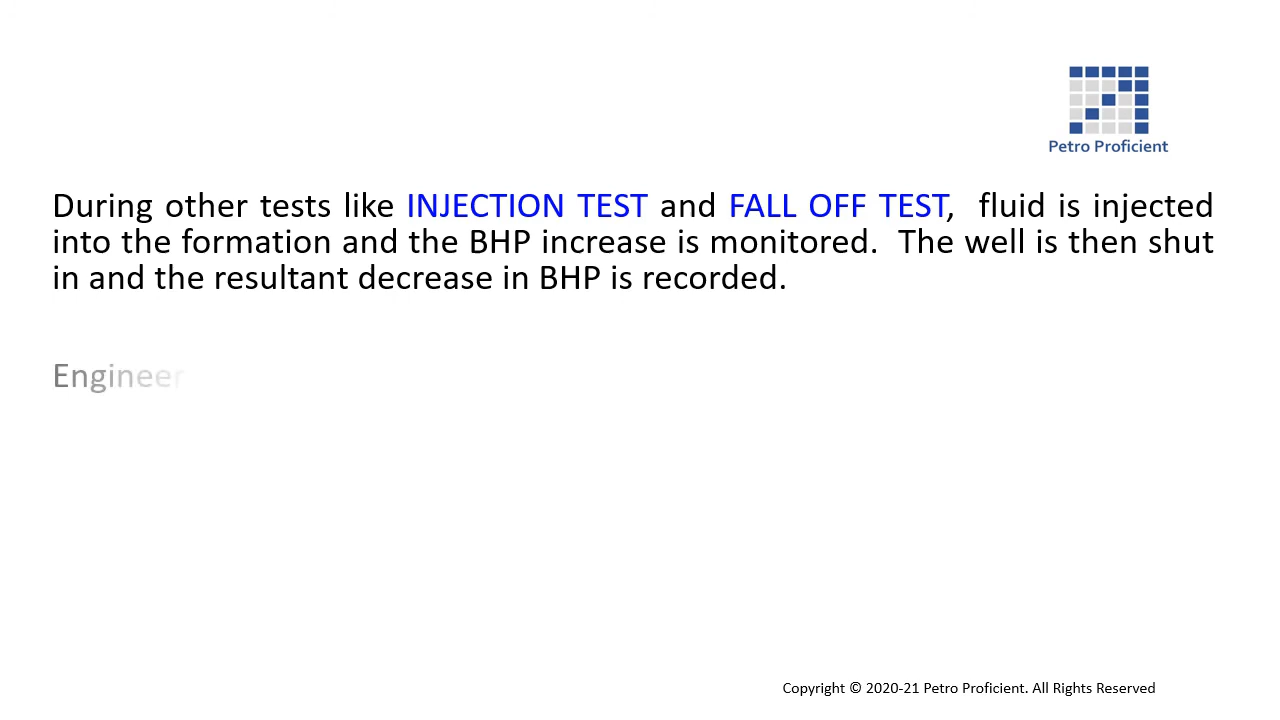 Petro Proficient
During other tests like INJECTION TEST and FALL OFF TEST, fluid is injected
into the formation and the BHP increase is monitored. The well is then shut
in and the resultant decrease in BHP is recorded.
Engineer
Copyright © 2020-21 Petro Proficient. All Rights Reserved